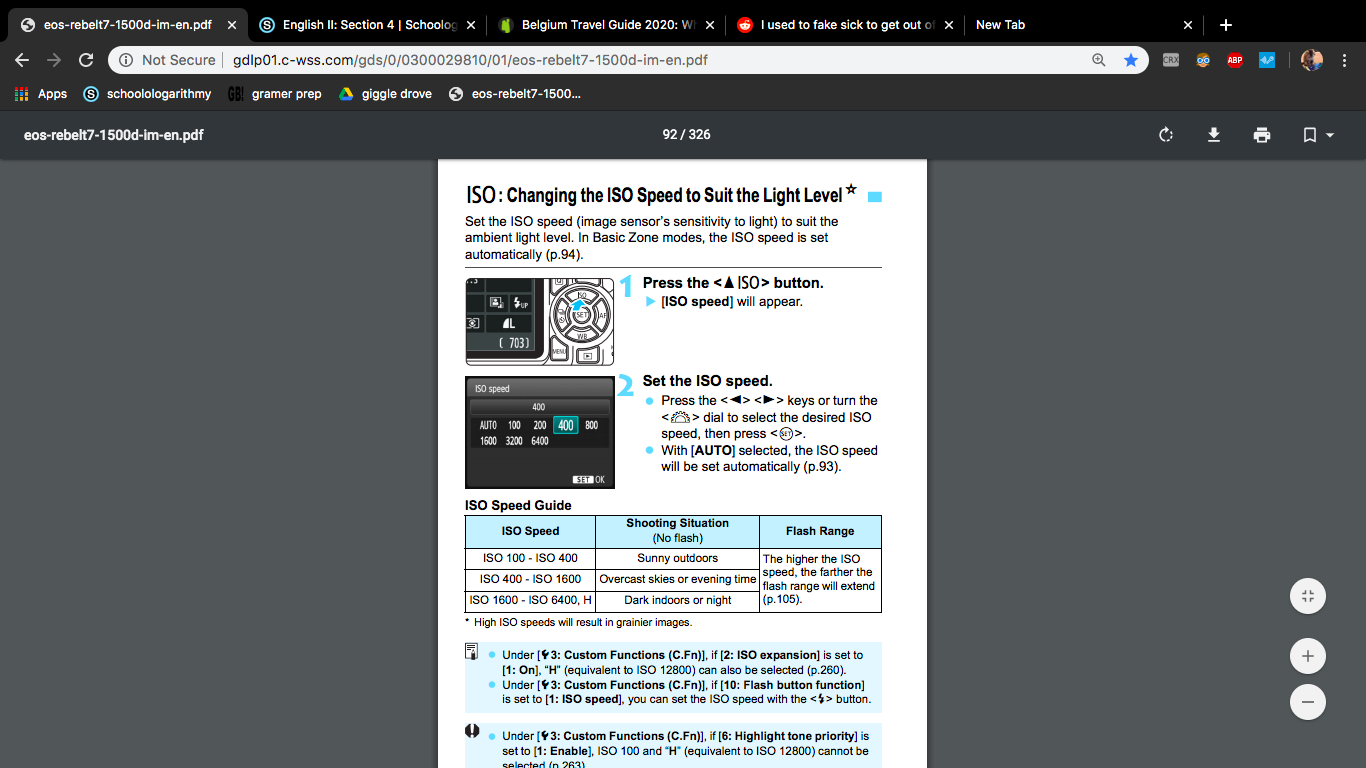 eos-rebelt7-1500d-im-en.pdf
English II: Section 4 | Schoolog
Belgium Travel Guide 2020: W
I used to fake sick to get out of
New Tab
Not Secure | gdlp01.c-wss.com/gds/0/0300029810/01/eos-rebelt7-1500d-im-en.pdf
CRX
ABP
Apps
schoolologarithmy
GB!
gramer prep
giggle drove
eos-rebelt7-1500...
eos-rebelt7-1500d-im-en.pdf
92 / 326
ISO : Changing the ISO Speed to Suit the Light Level☆
Set the ISO speed (image sensor's sensitivity to light) to suit the
ambient light level. In Basic Zone modes, the ISO speed is set
automatically (p.94).
ISO
UP
SET
AF
L
WB
[ 703]
MENU
1
Press the <▲ISO> button.
▶ [ISO speed] will appear.
ISO speed
400
AUTO 100 200 400 800
1600 3200 6400
SET OK
2
Set the ISO speed.
● Press the <◀> <▶> keys or turn the
< > dial to select the desired ISO
speed, then press <SET>.
● With [AUTO] selected, the ISO speed
will be set automatically (p.93).
ISO Speed Guide
ISO Speed
Shooting Situation
(No flash)
Flash Range
ISO 100 - ISO 400
Sunny outdoors
ISO 400 - ISO 1600
Overcast skies or evening time
ISO 1600 - ISO 6400, H
Dark indoors or night
The higher the ISO
speed, the farther the
flash range will extend
(p.105).
* High ISO speeds will result in grainier images.
● Under [3: Custom Functions (C.Fn)], if [2: ISO expansion] is set to
[1: On], “H” (equivalent to ISO 12800) can also be selected (p.260).
● Under [3: Custom Functions (C.Fn)], if [10: Flash button function]
is set to [1: ISO speed], you can set the ISO speed with the < > button.
● Under [3: Custom Functions (C.Fn)], if [6: Highlight tone priority] is
set to [1: Enable], ISO 100 and “H” (equivalent to ISO 12800) cannot be
selected (p.263).